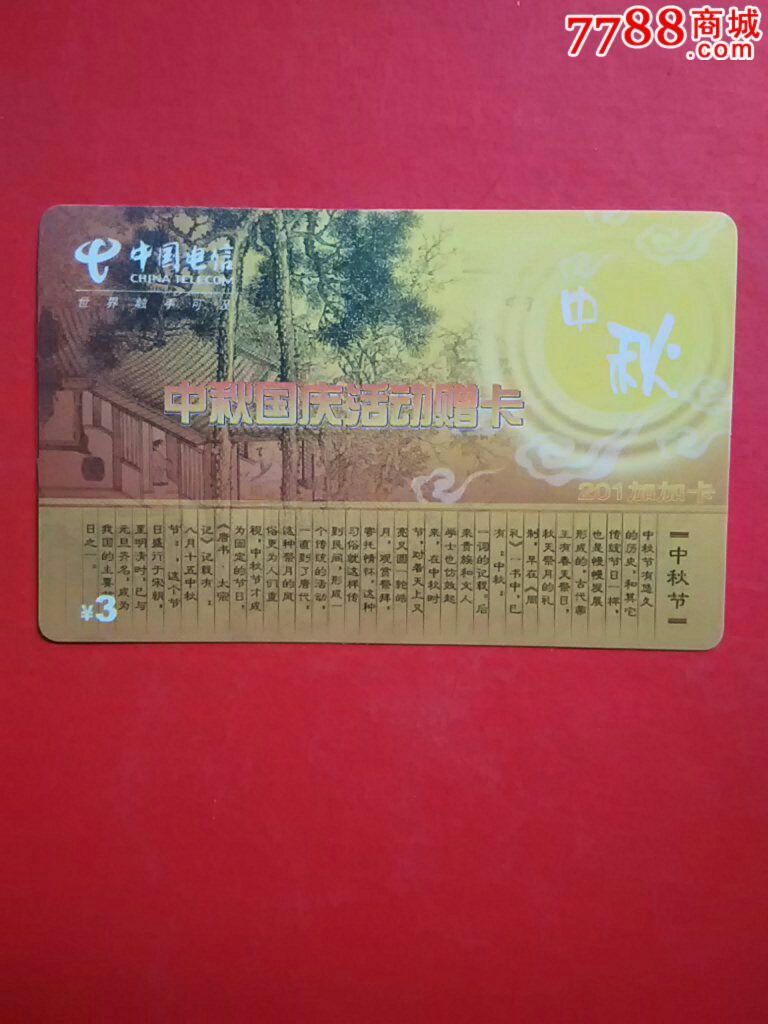 7788商城
.com
中国电信
CHINA TELECOM
世界触手可及
中
秋
中秋国庆活动赠卡
201加加卡
中秋节
中秋节有悠久
的历史，和其它
传统节日一样，
也是慢慢发展
形成的，古代帝
王有春天祭日，
秋天祭月的礼
制，早在《周
礼》书中，已
有“中秋”
一词的记载。后
来贵族和文人
学士也仿效起
来，在中秋时
节，对着天上又
亮又圆一轮皓
月，观赏祭拜，
寄托情怀，这种
习俗就这样传
到民间，形成一
个传统的活动，
一直到了唐代，
这种祭月的风
俗更为人们重
视，中秋节才成
为固定的节日，
《唐书·太宗
记》记载有“
八月十五中秋
节”，这个节
日盛行于宋朝，
至明清时，已与
元旦齐名，成为
我国的主要节
日之一。
¥3